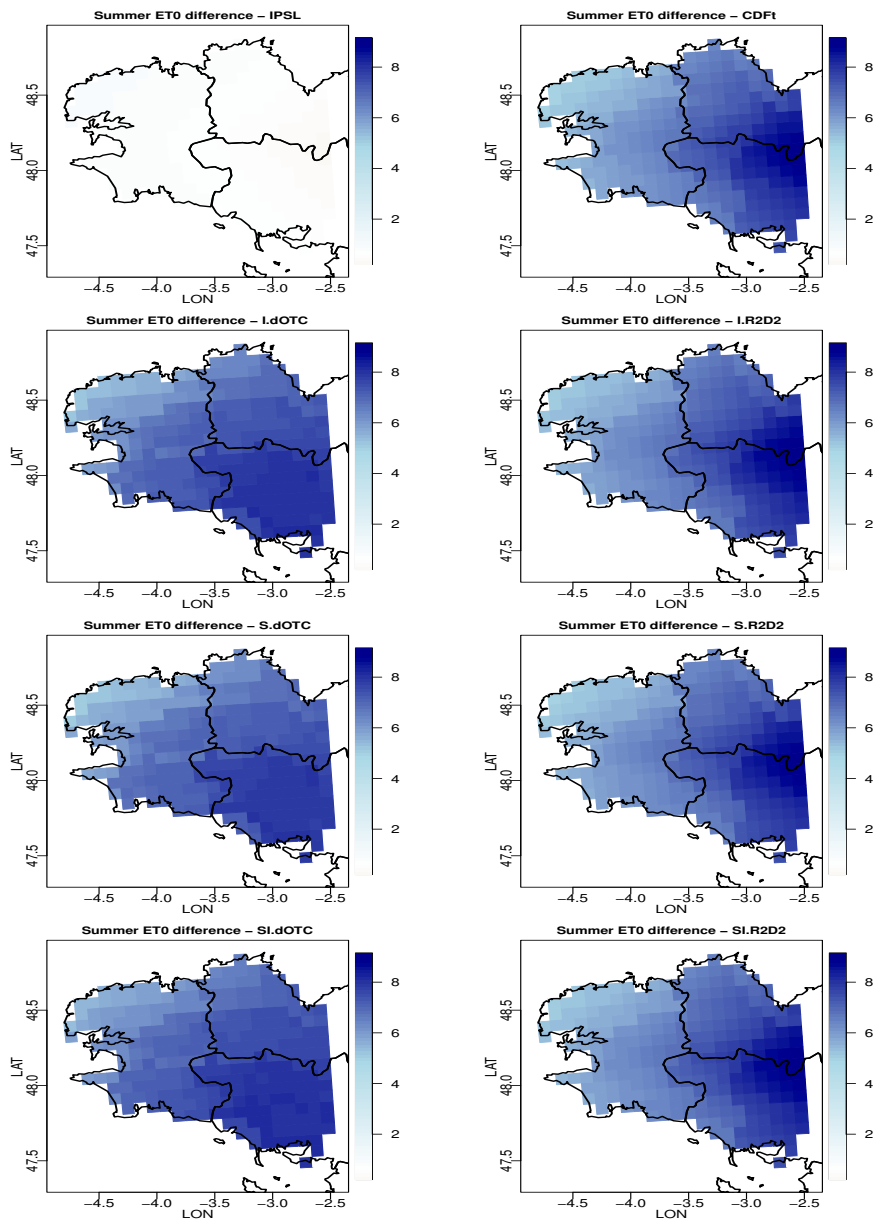 Summer ET0 difference − IPSL
LAT
48.5
48.0
47.5
−4.5 −4.0 −3.5 −3.0 −2.5
LON
8
6
4
2
Summer ET0 difference − CDFt
LAT
48.5
48.0
47.5
−4.5 −4.0 −3.5 −3.0 −2.5
LON
8
6
4
2
Summer ET0 difference − I.dOTC
LAT
48.5
48.0
47.5
−4.5 −4.0 −3.5 −3.0 −2.5
LON
8
6
4
2
Summer ET0 difference − I.R2D2
LAT
48.5
48.0
47.5
−4.5 −4.0 −3.5 −3.0 −2.5
LON
8
6
4
2
Summer ET0 difference − S.dOTC
LAT
48.5
48.0
47.5
−4.5 −4.0 −3.5 −3.0 −2.5
LON
8
6
4
2
Summer ET0 difference − S.R2D2
LAT
48.5
48.0
47.5
−4.5 −4.0 −3.5 −3.0 −2.5
LON
8
6
4
2
Summer ET0 difference − SI.dOTC
LAT
48.5
48.0
47.5
−4.5 −4.0 −3.5 −3.0 −2.5
LON
8
6
4
2
Summer ET0 difference − SI.R2D2
LAT
48.5
48.0
47.5
−4.5 −4.0 −3.5 −3.0 −2.5
LON
8
6
4
2